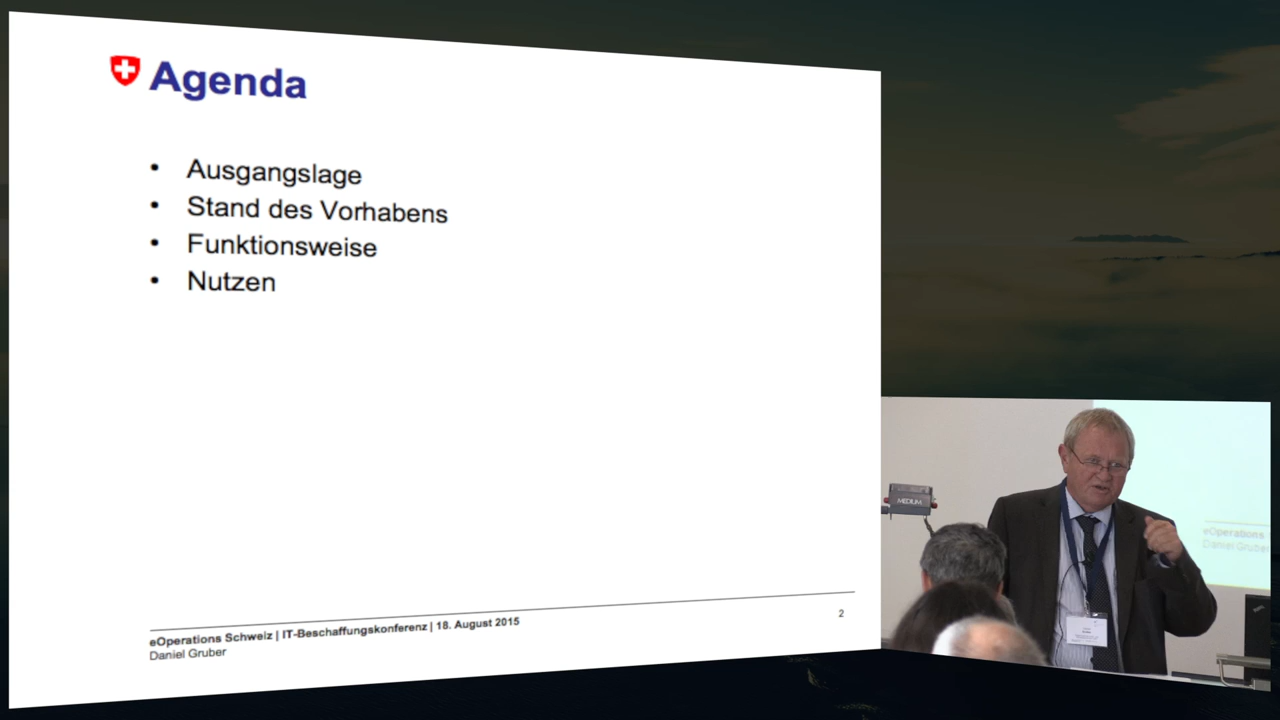 Agenda
• Ausgangslage
• Stand des Vorhabens
• Funktionsweise
• Nutzen
eOperations Schweiz | IT-Beschaffungskonferenz | 18. August 2015
Daniel Gruber
2
MEDIUM
eOperations
Daniel Gruber